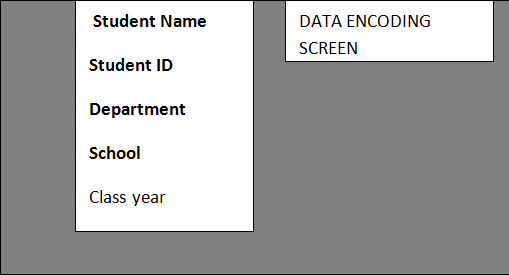 Student Name
Student ID
Department
School
Class year
DATA ENCODING
SCREEN